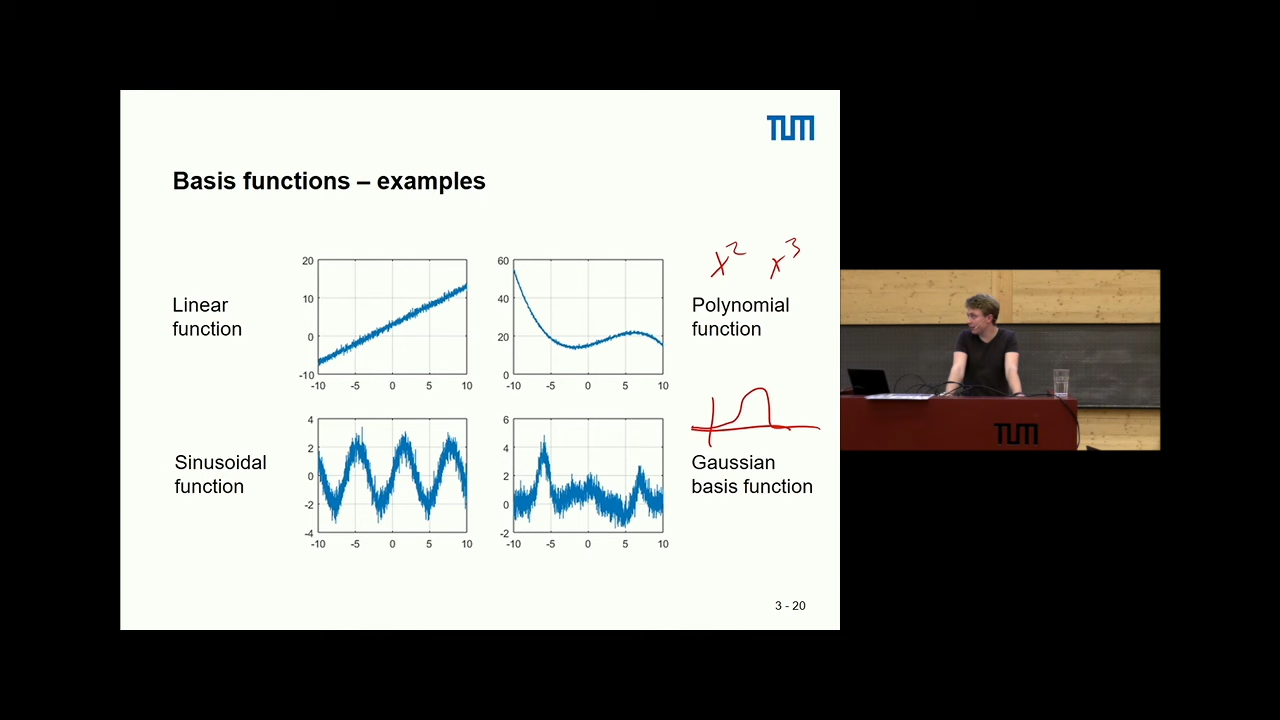 TUM
Basis functions – examples
x² x³
Linear
function
20
10
0
-10
-10 -5 0 5 10
60
40
20
0
-10 -5 0 5 10
Polynomial
function
Sinusoidal
function
4
2
0
-2
-4
-10 -5 0 5 10
6
4
2
0
-2
-10 -5 0 5 10
Gaussian
basis function
TUM
3 - 20